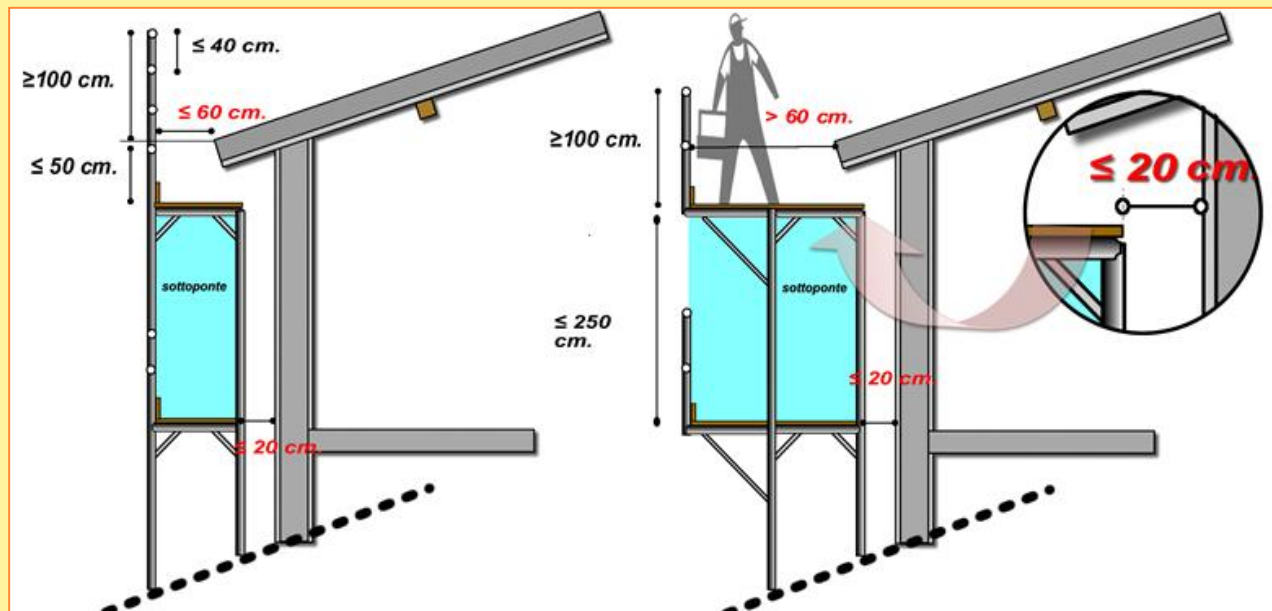 ≤ 40 cm.
≥100 cm.
≤ 60 cm.
≤ 50 cm.
sottoponte
≤ 20 cm.
> 60 cm.
≥100 cm.
≤ 20 cm.
sottoponte
≤ 250
cm.
≤ 20 cm.